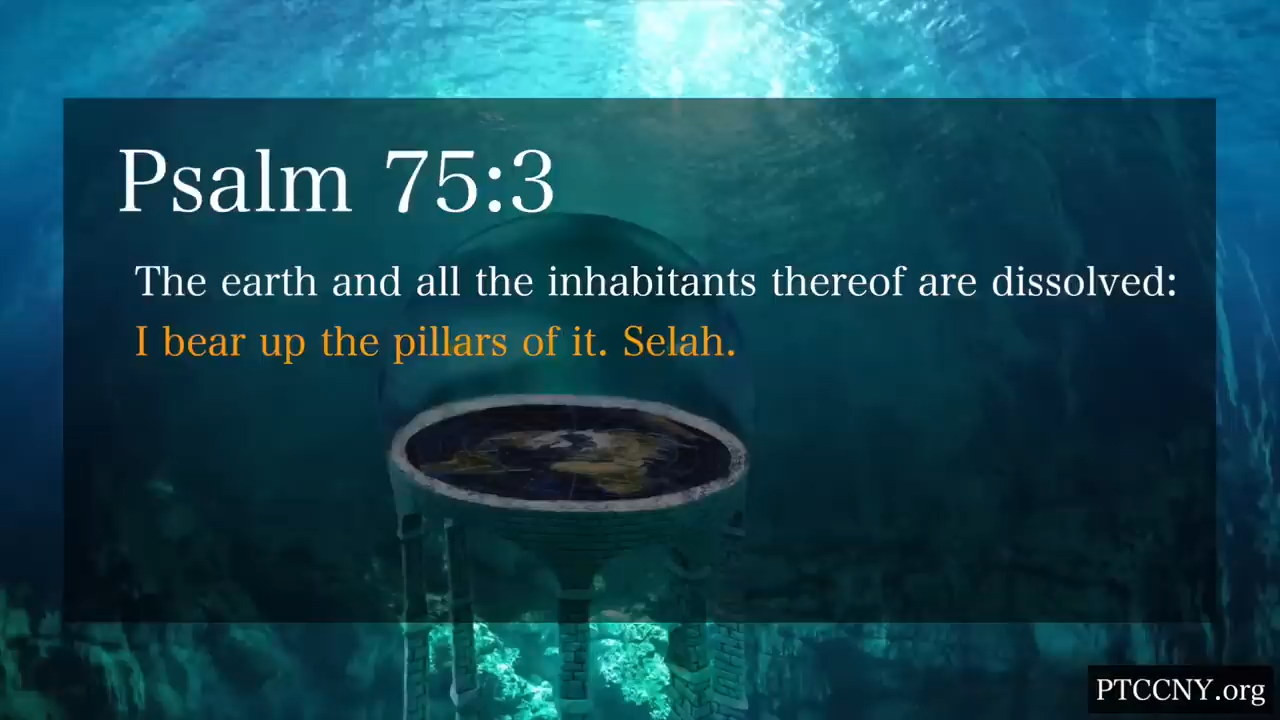 Psalm 75:3
The earth and all the inhabitants thereof are dissolved:
I bear up the pillars of it. Selah.
PTCCNY.org